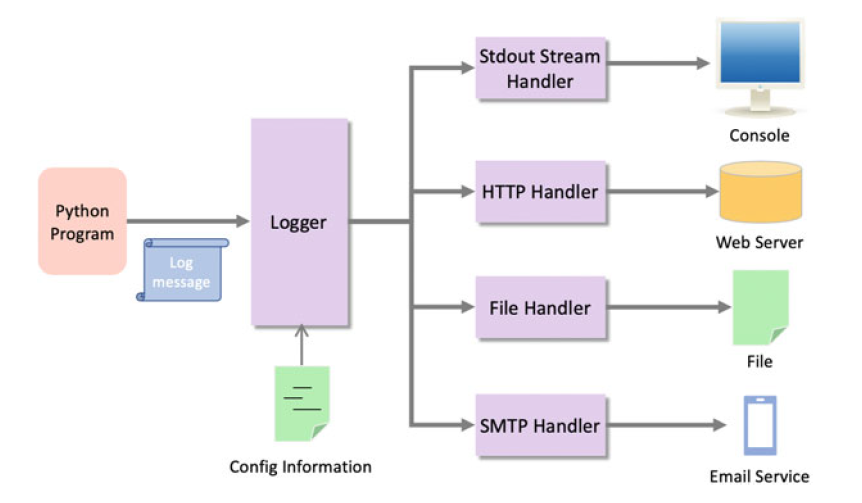 Python
Program
Log
message
Logger
Config Information
Stdout Stream
Handler
Console
HTTP Handler
Web Server
File Handler
File
SMTP Handler
Email Service